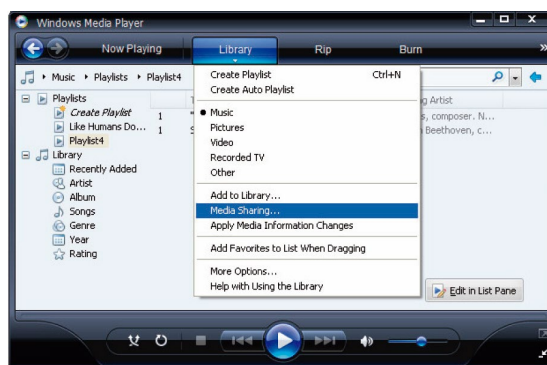 Windows Media Player
Now Playing
Library
Rip
Burn
Music ▸ Playlists ▸ Playlist4
Create Playlist Ctrl+N
Create Auto Playlist
Music
Pictures
Video
Recorded TV
Other
Add to Library...
Media Sharing...
Apply Media Information Changes
Add Favorites to List When Dragging
More Options...
Help with Using the Library
Playlists
Create Playlist
Like Humans Do...
Playlist4
Library
Recently Added
Artist
Album
Songs
Genre
Year
Rating
1
1
Artist
s, composer. N...
Beethoven, c...
Edit in List Pane